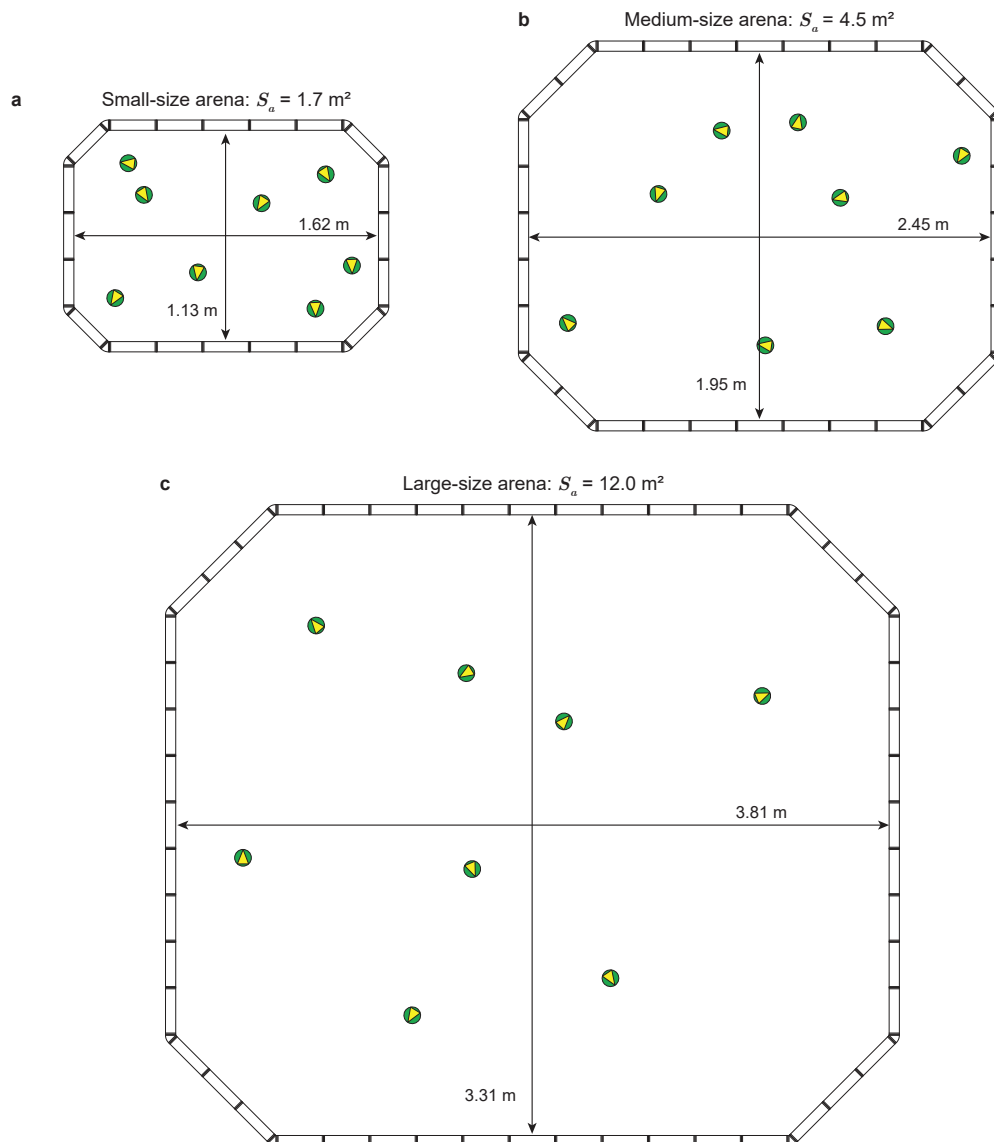 a
Small-size arena: Sₐ = 1.7 m²
1.62 m
1.13 m
b
Medium-size arena: Sₐ = 4.5 m²
2.45 m
1.95 m
c
Large-size arena: Sₐ = 12.0 m²
3.81 m
3.31 m